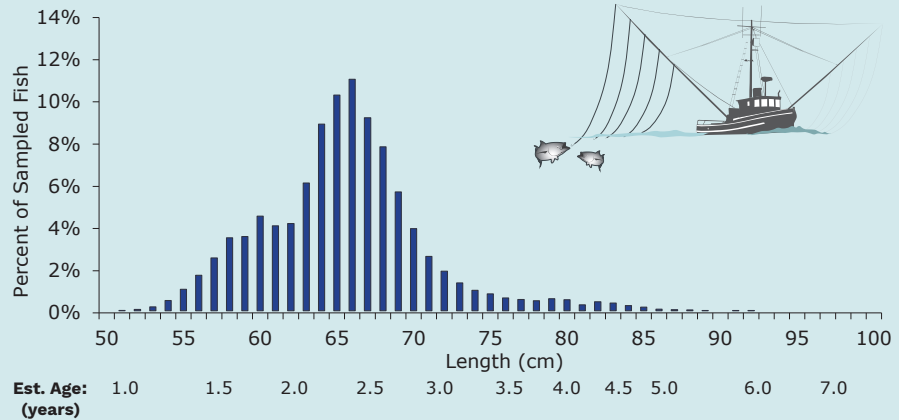 14%
12%
10%
8%
6%
4%
2%
0%
Percent of Sampled Fish
50 55 60 65 70 75 80 85 90 95 100
Length (cm)
Est. Age: 1.0 1.5 2.0 2.5 3.0 3.5 4.0 4.5 5.0 6.0 7.0
(years)